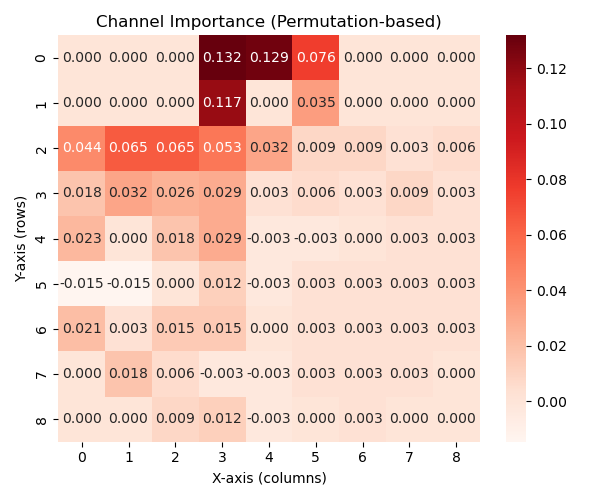 Channel Importance (Permutation-based)
0 0.000 0.000 0.000 0.132 0.129 0.076 0.000 0.000 0.000
1 0.000 0.000 0.000 0.117 0.000 0.035 0.000 0.000 0.000
2 0.044 0.065 0.065 0.053 0.032 0.009 0.009 0.003 0.006
3 0.018 0.032 0.026 0.029 0.003 0.006 0.003 0.009 0.003
4 0.023 0.000 0.018 0.029 -0.003 -0.003 0.000 0.003 0.003
5 -0.015 -0.015 0.000 0.012 -0.003 0.003 0.003 0.003 0.003
6 0.021 0.003 0.015 0.015 0.000 0.003 0.003 0.003 0.003
7 0.000 0.018 0.006 -0.003 -0.003 0.003 0.003 0.003 0.000
8 0.000 0.000 0.009 0.012 -0.003 0.000 0.003 0.000 0.000
0 1 2 3 4 5 6 7 8
X-axis (columns)
Y-axis (rows)
0.12
0.10
0.08
0.06
0.04
0.02
0.00